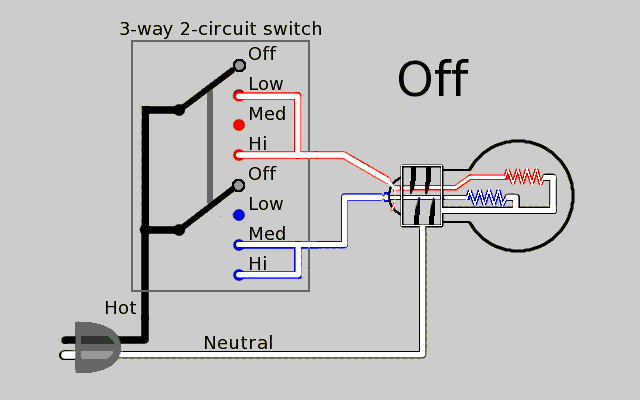 3-way 2-circuit switch
Off
Low
Med
Hi
Off
Low
Med
Hi
Off
Hot
Neutral